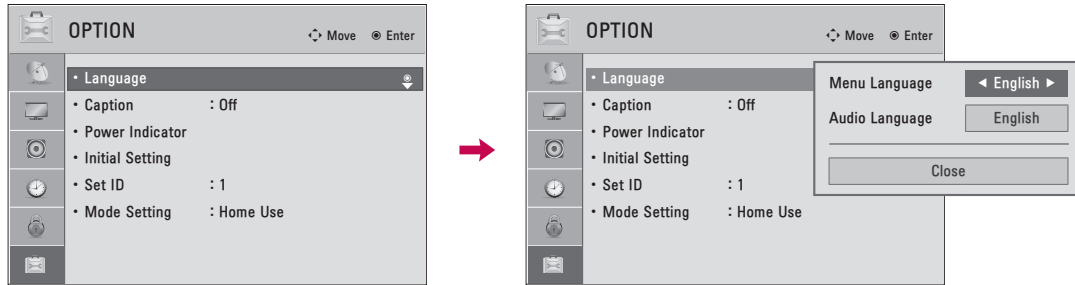 OPTION
Move Enter
• Language
• Caption : Off
• Power Indicator
• Initial Setting
• Set ID : 1
• Mode Setting : Home Use
OPTION
Move Enter
• Language
• Caption : Off
• Power Indicator
• Initial Setting
• Set ID : 1
• Mode Setting : Home Use
Menu Language ◄ English ►
Audio Language English
Close